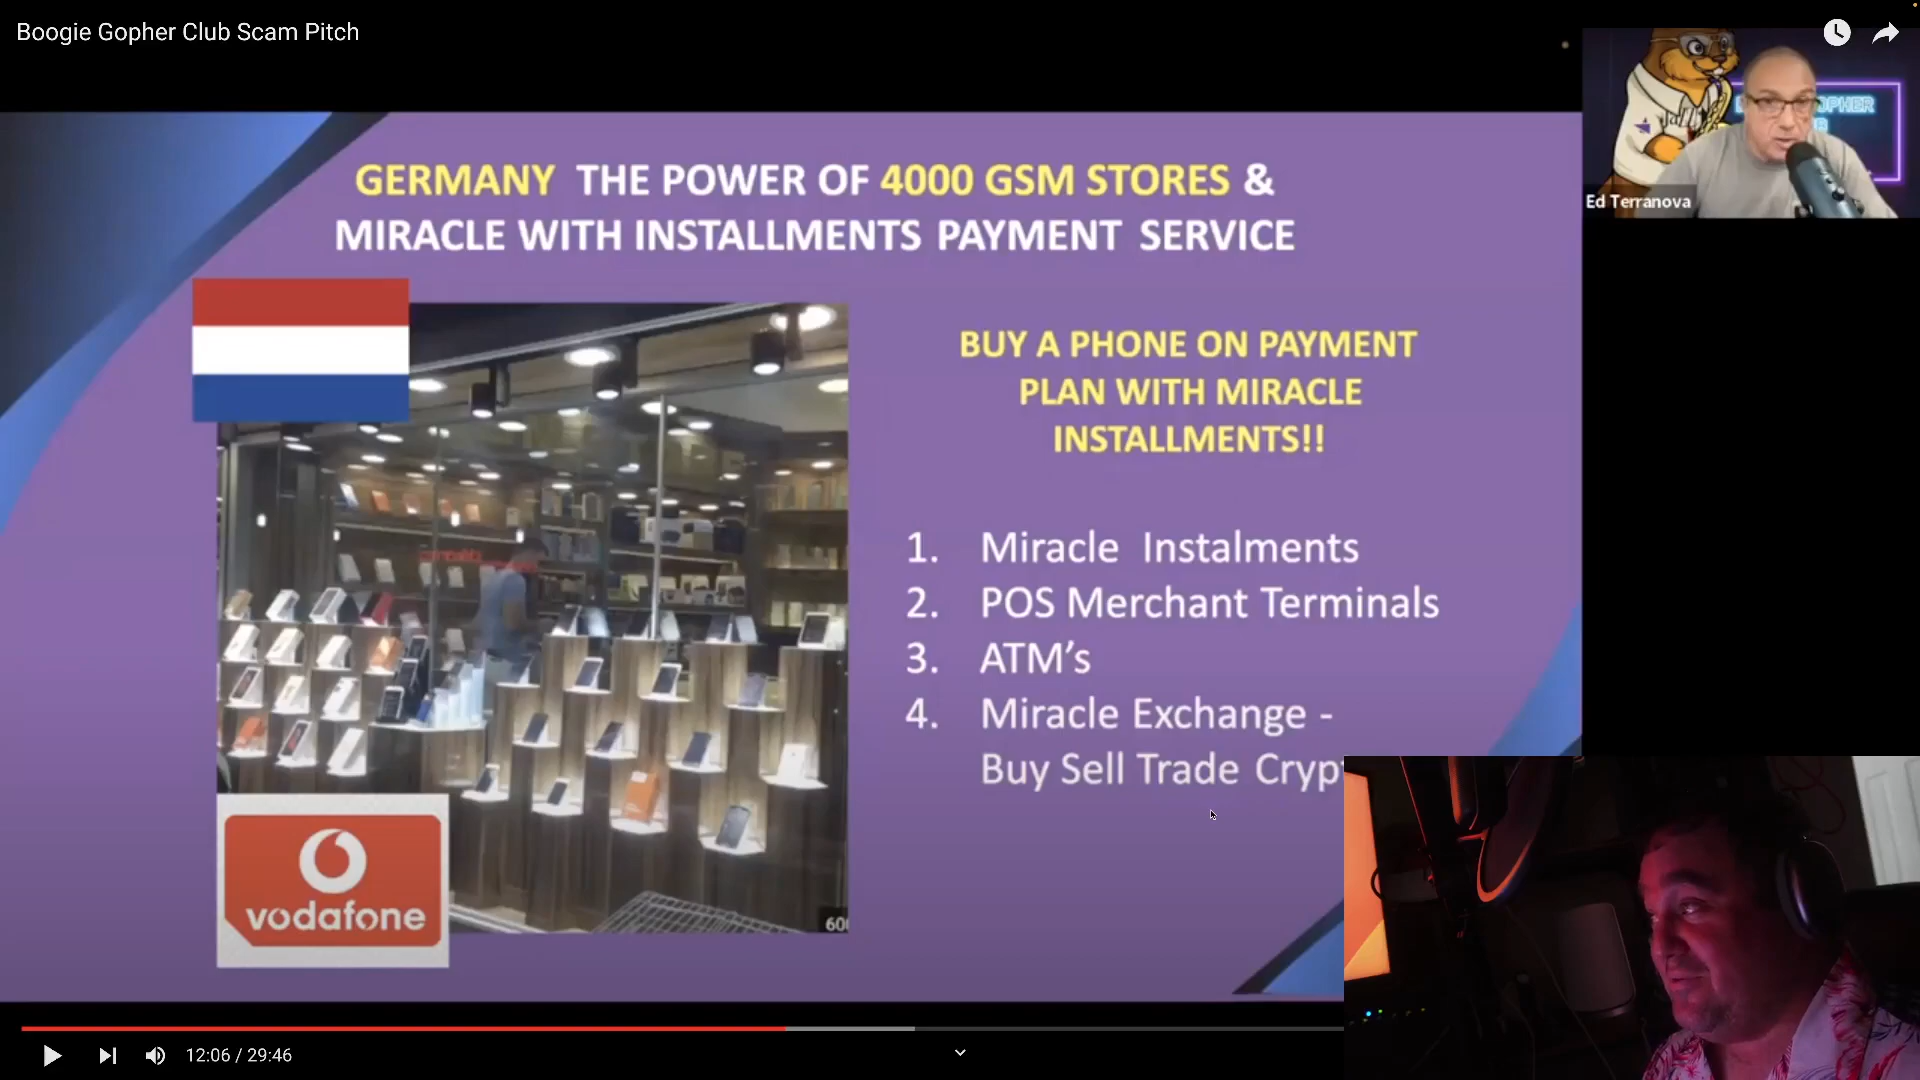 Boogie Gopher Club Scam Pitch
GERMANY THE POWER OF 4000 GSM STORES &
MIRACLE WITH INSTALLMENTS PAYMENT SERVICE
Ed Terranova
BUY A PHONE ON PAYMENT
PLAN WITH MIRACLE
INSTALLMENTS!!
1. Miracle Instalments
2. POS Merchant Terminals
3. ATM’s
4. Miracle Exchange -
Buy Sell Trade
vodafone
12:06 / 29:46